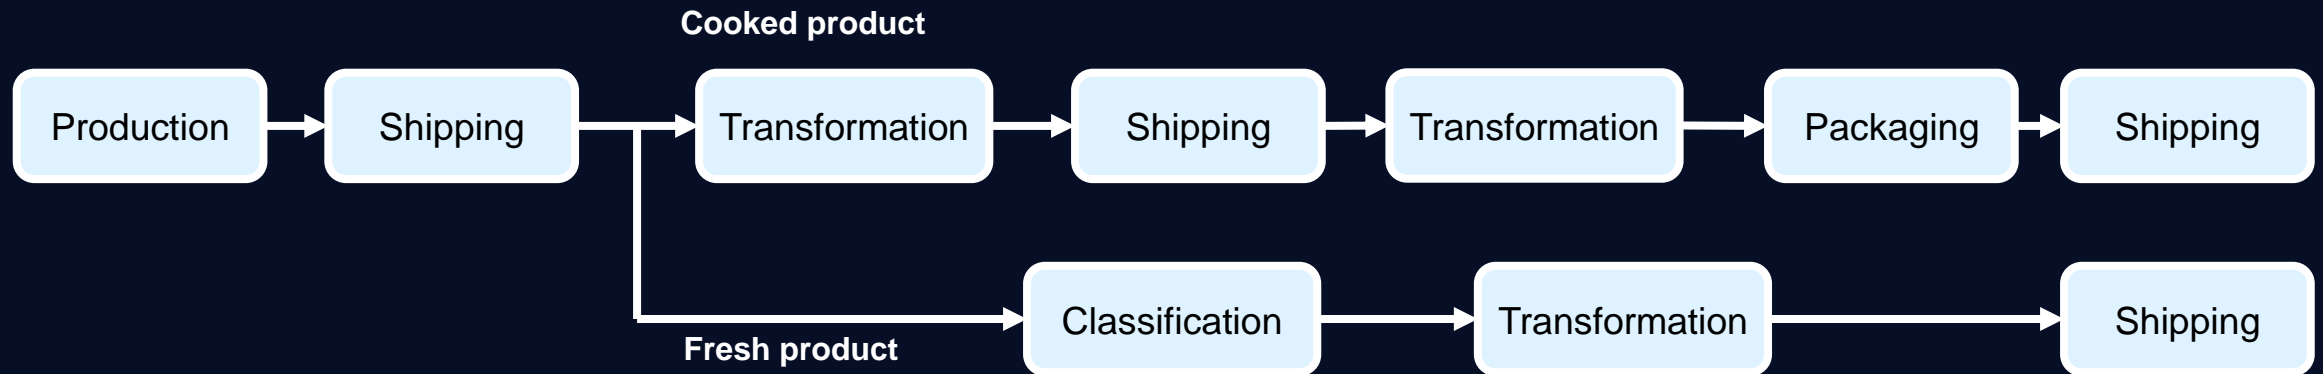 Cooked product
Production
Shipping
Transformation
Shipping
Transformation
Packaging
Shipping
Classification
Transformation
Shipping
Fresh product